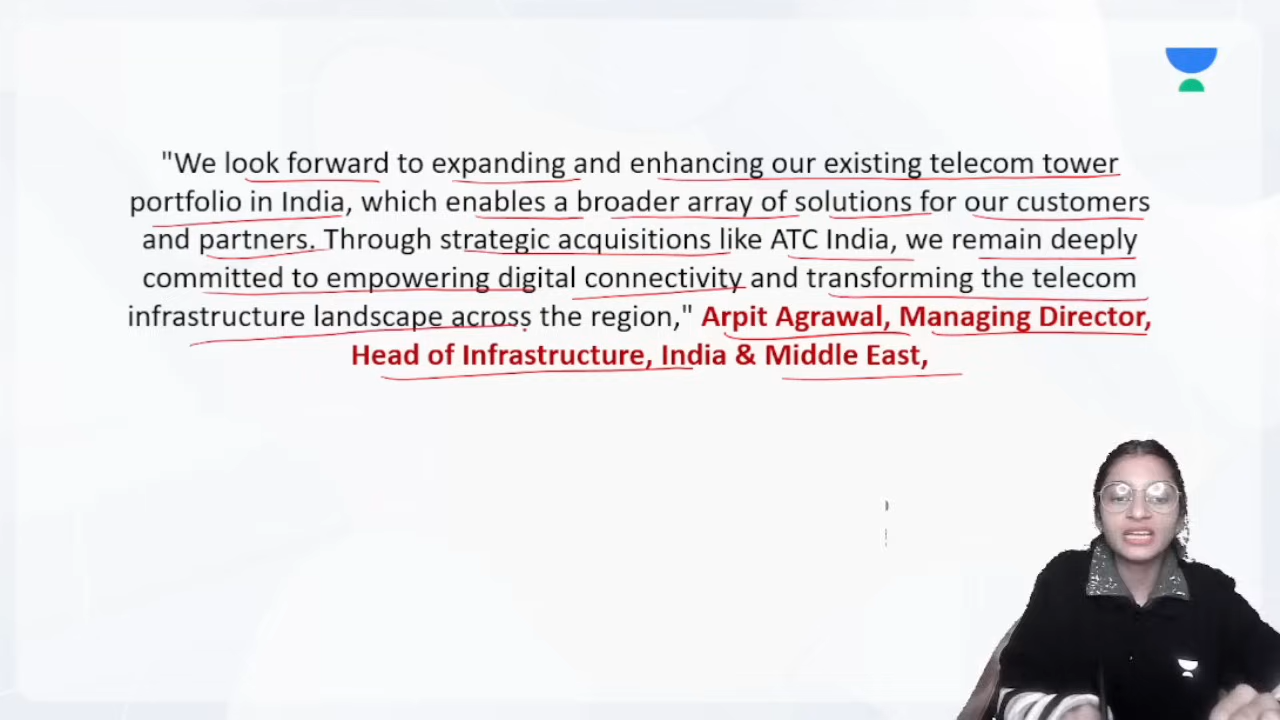 "We look forward to expanding and enhancing our existing telecom tower
portfolio in India, which enables a broader array of solutions for our customers
and partners. Through strategic acquisitions like ATC India, we remain deeply
committed to empowering digital connectivity and transforming the telecom
infrastructure landscape across the region," Arpit Agrawal, Managing Director,
Head of Infrastructure, India & Middle East,